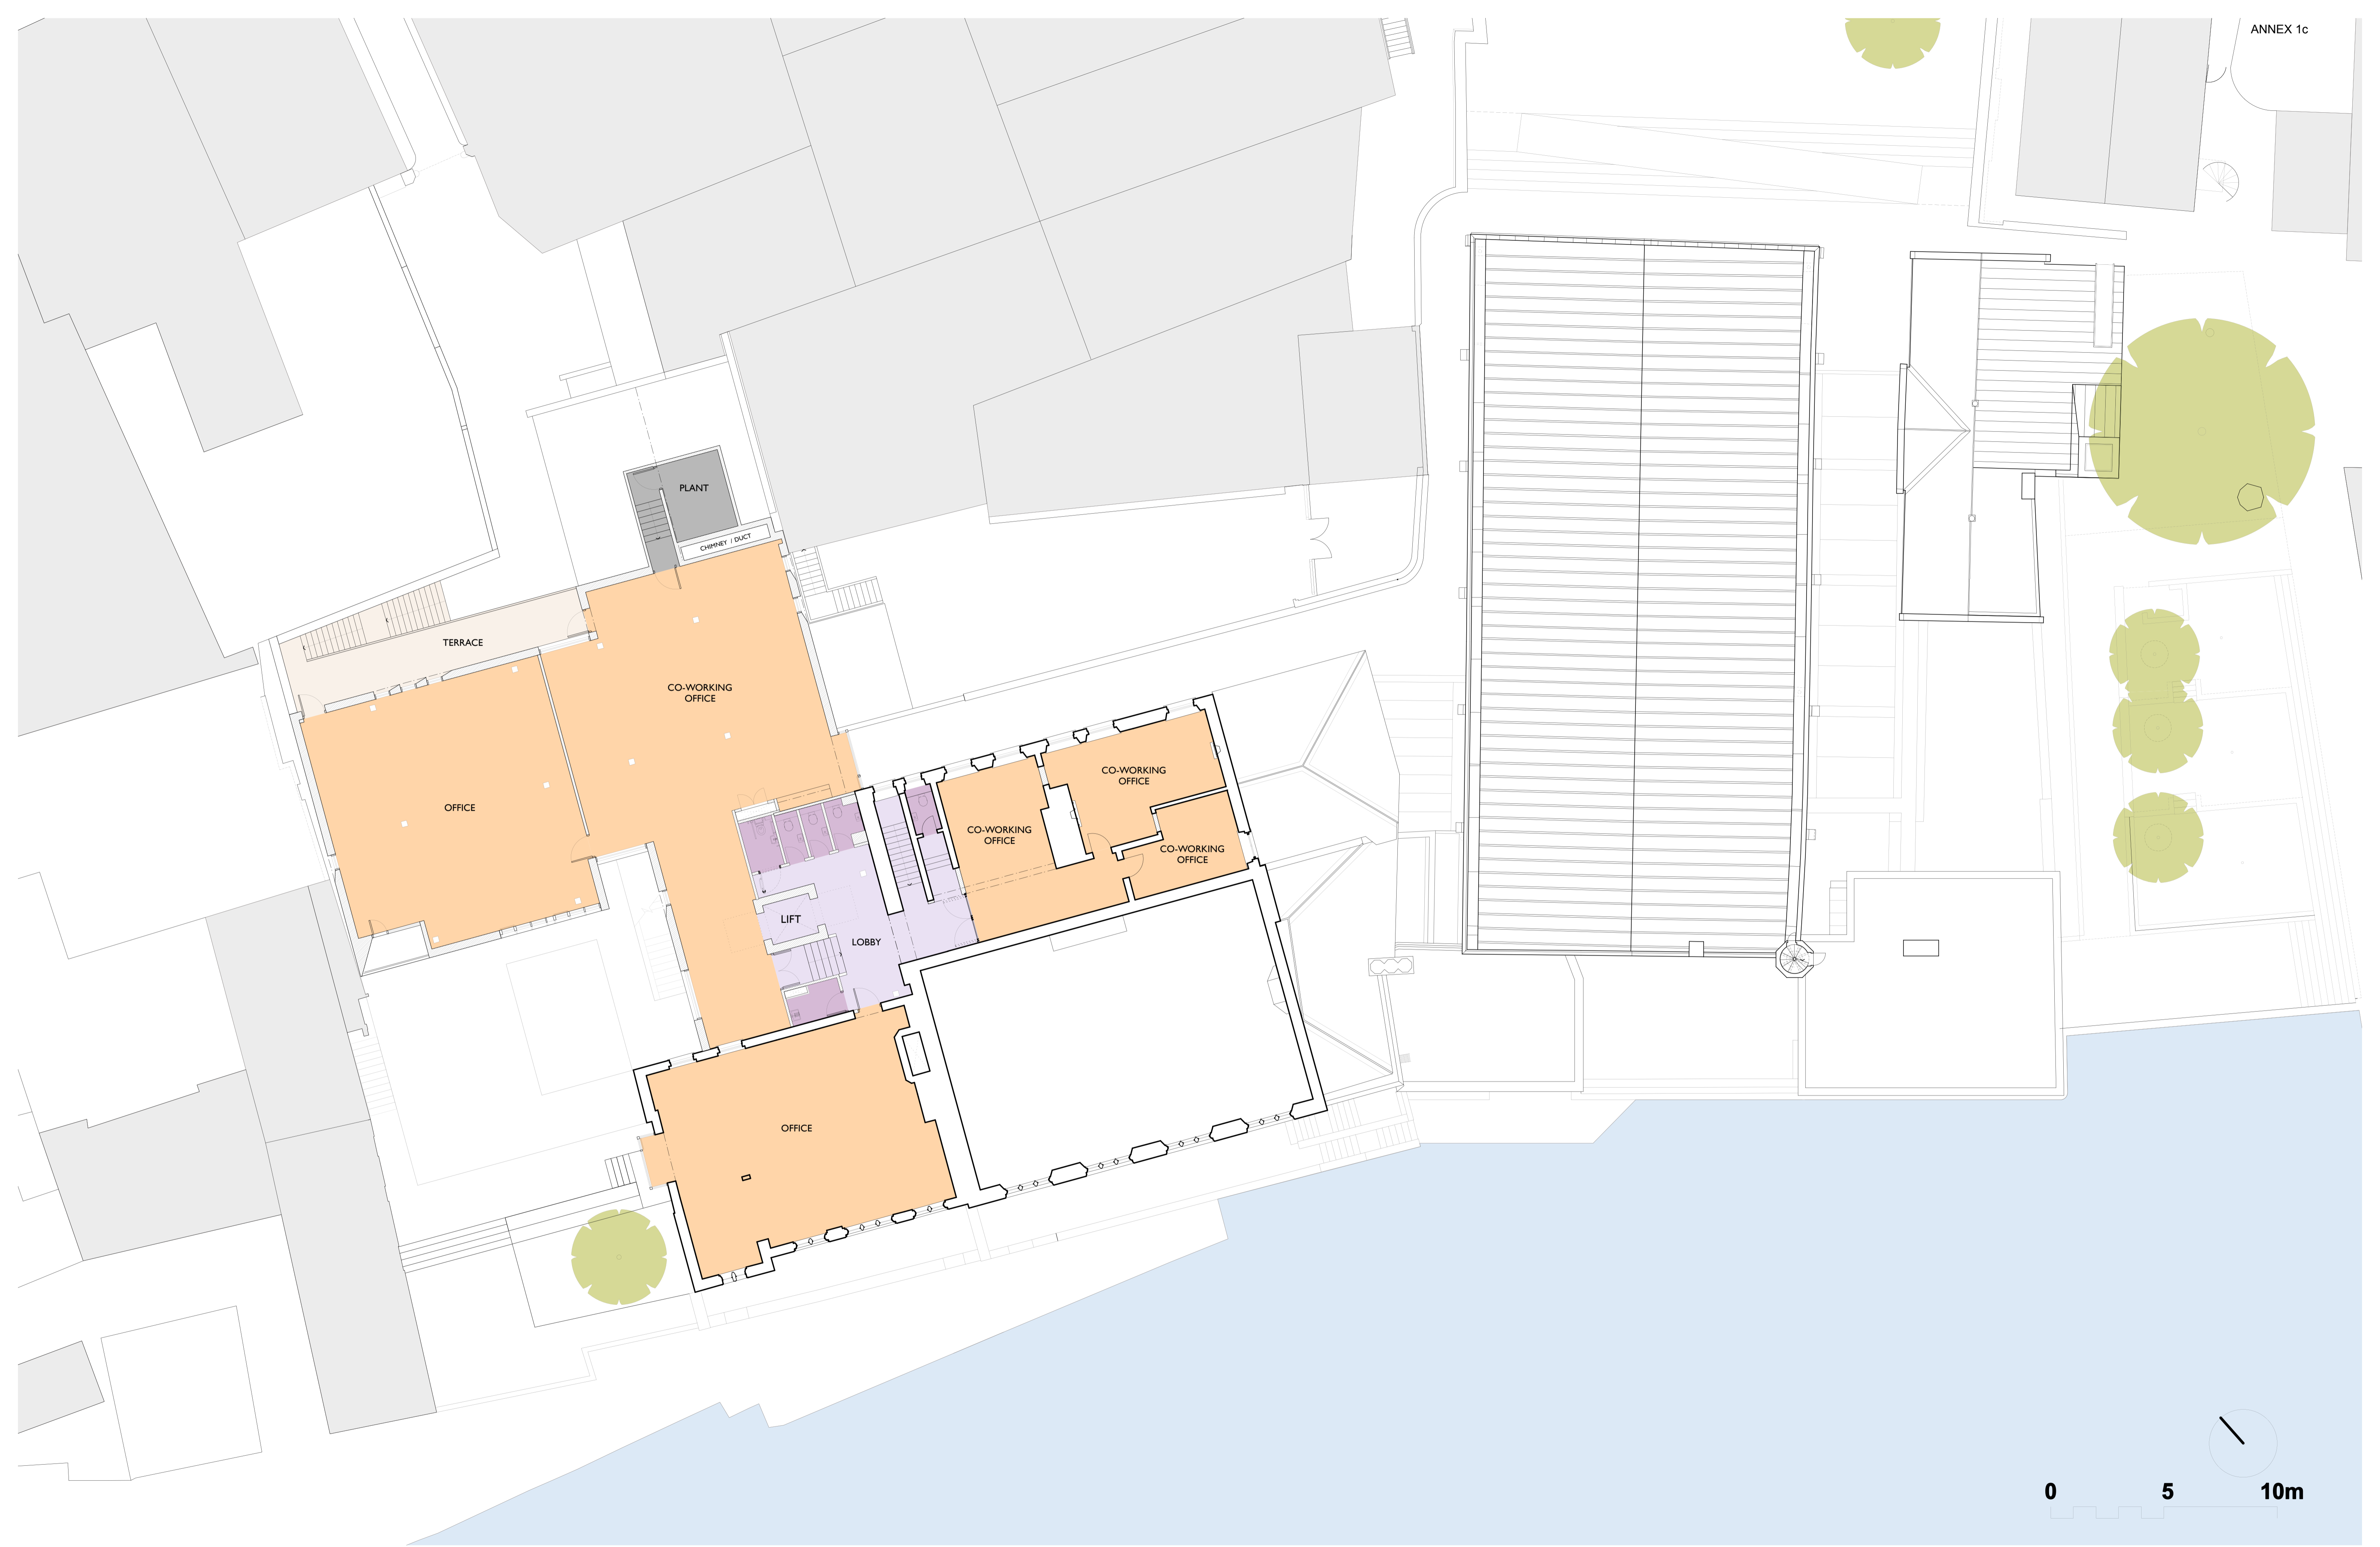 ANNEX 1c
PLANT
CHIMNEY / DUCT
TERRACE
CO-WORKING
OFFICE
OFFICE
CO-WORKING
OFFICE
CO-WORKING
OFFICE
CO-WORKING
OFFICE
LIFT
LOBBY
OFFICE
0 5 10m